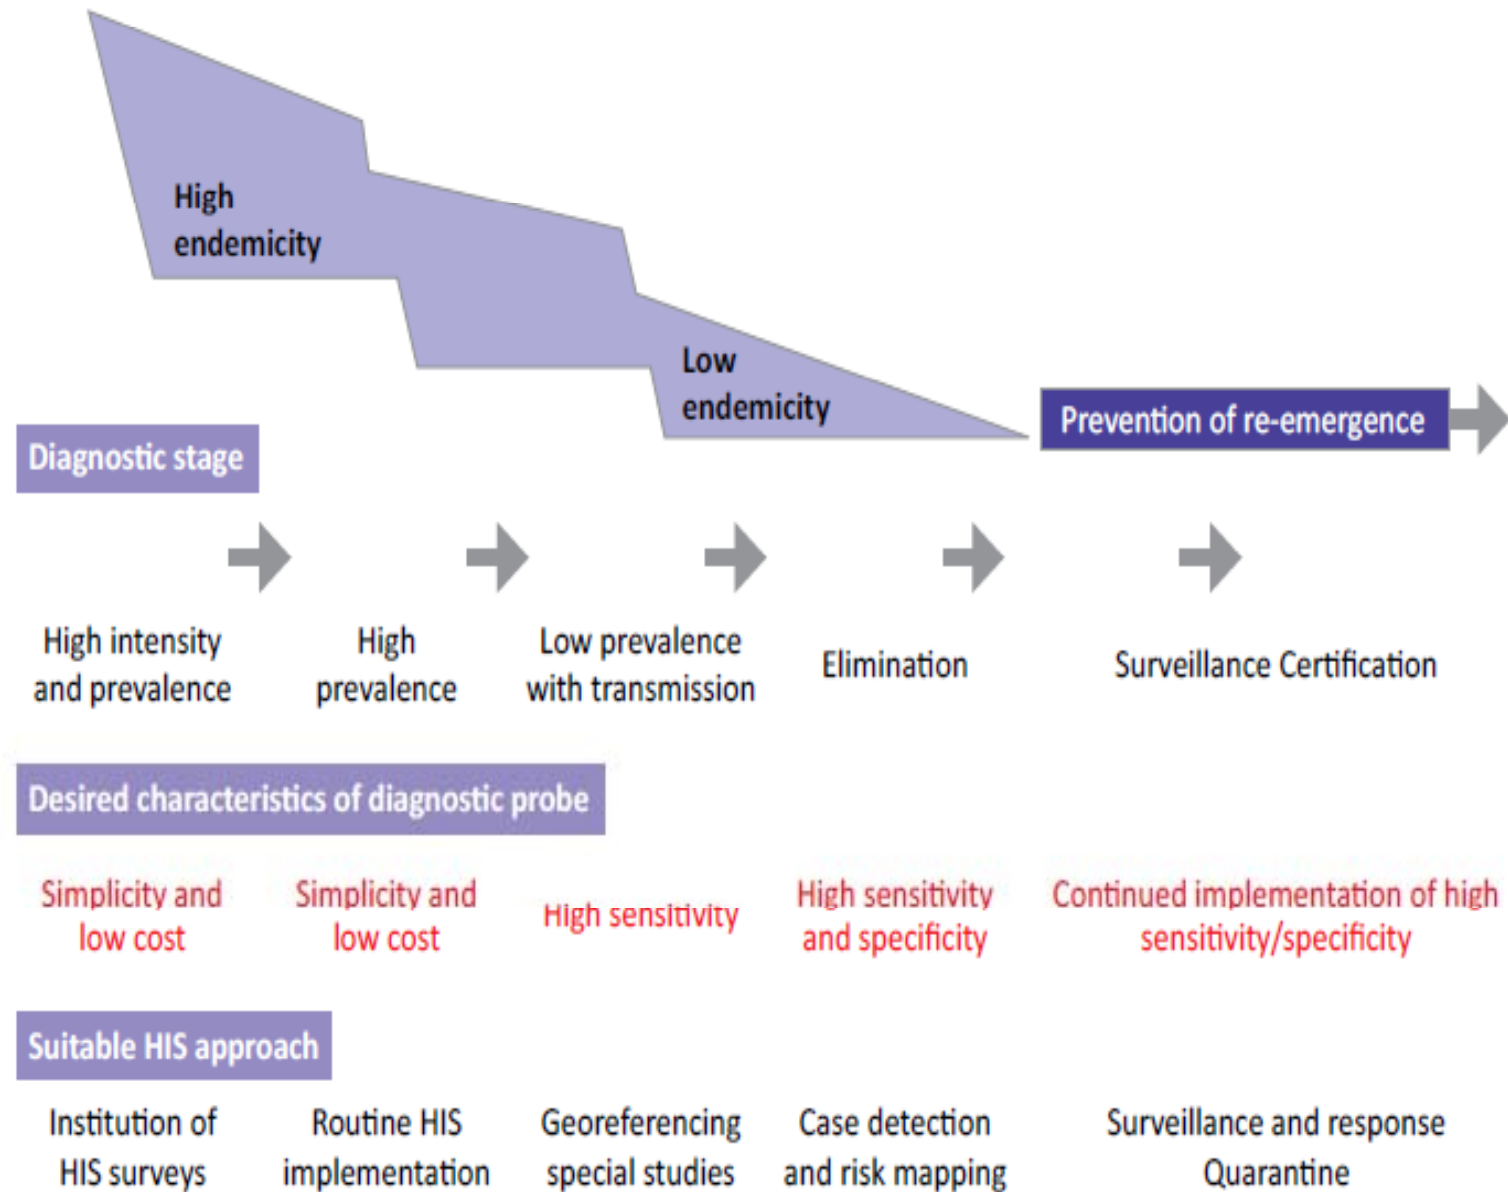 High
endemicity
Low
endemicity
Prevention of re-emergence
Diagnostic stage
High intensity
and prevalence
High
prevalence
Low prevalence
with transmission
Elimination
Surveillance Certification
Desired characteristics of diagnostic probe
Simplicity and
low cost
Simplicity and
low cost
High sensitivity
High sensitivity
and specificity
Continued implementation of high
sensitivity/specificity
Suitable HIS approach
Institution of
HIS surveys
Routine HIS
implementation
Georeferencing
special studies
Case detection
and risk mapping
Surveillance and response
Quarantine